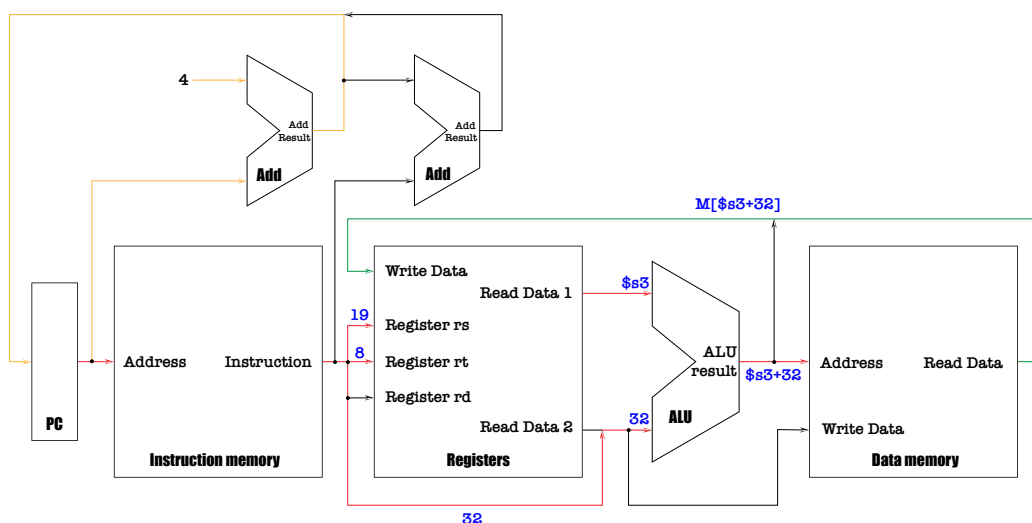 4
Add
Result
Add
Add
Result
Add
M[$s3+32]
Write Data
Read Data 1
$s3
19
Register rs
8
Address
Instruction
Register rt
ALU
result
$s3+32
Address
Read Data
Register rd
PC
Read Data 2
32
ALU
Write Data
Instruction memory
Registers
Data memory
32